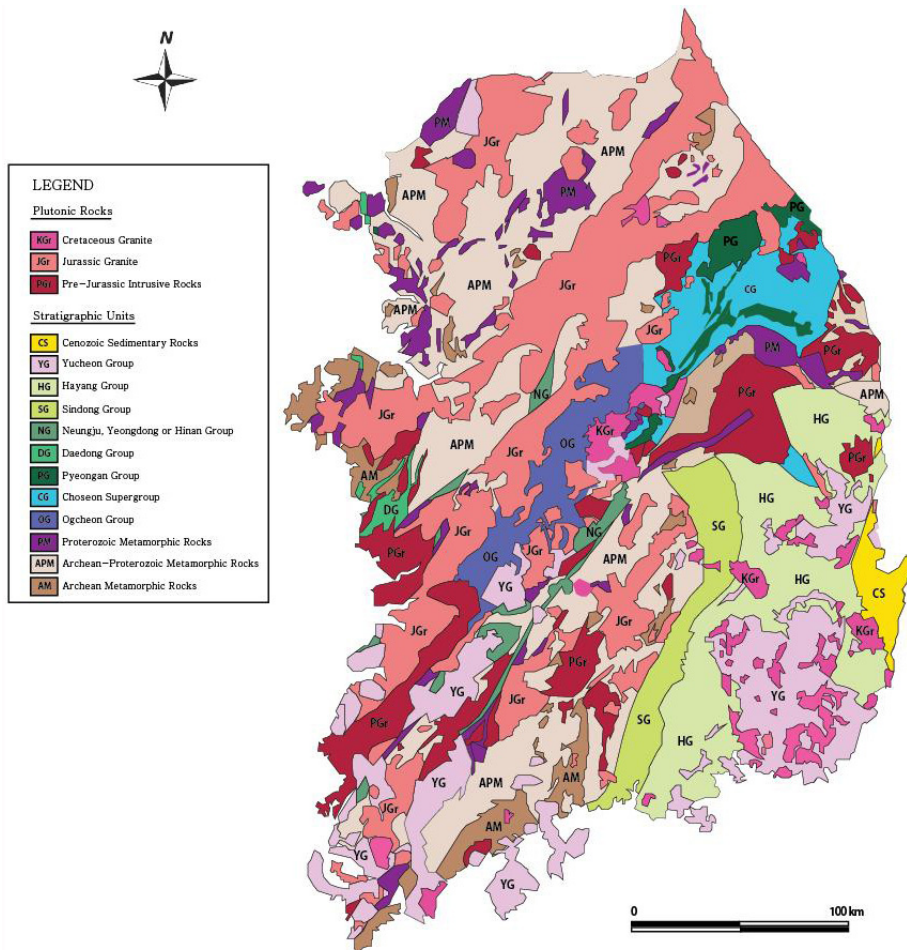 N
LEGEND
Plutonic Rocks
KGr Cretaceous Granite
JGr Jurassic Granite
PGr Pre-Jurassic Intrusive Rocks
Stratigraphic Units
CS Cenozoic Sedimentary Rocks
YG Yucheon Group
HG Hayang Group
SG Sindong Group
NG Neungju, Yeongdong or Hinan Group
DG Daedong Group
PG Pyeongan Group
CG Choseon Supergroup
OG Ogcheon Group
PM Proterozoic Metamorphic Rocks
APM Archean-Proterozoic Metamorphic Rocks
AM Archean Metamorphic Rocks
PM
JGr
APM
APM
PM
PG
PG
PGr
CG
APM
JGr
APM
JGr
PM
PGr
NG
PGr
APM
JGr
HG
OG
KGr
APM
JGr
PGr
AM
YG
DG
SG
HG
JGr
NG
PGr
OG
JGr
APM
YG
KGr
HG
CS
JGr
JGr
KGr
PGr
YG
JGr
YG
PGr
SG
HG
YG
APM
AM
JGr
AM
YG
YG
0 100 km